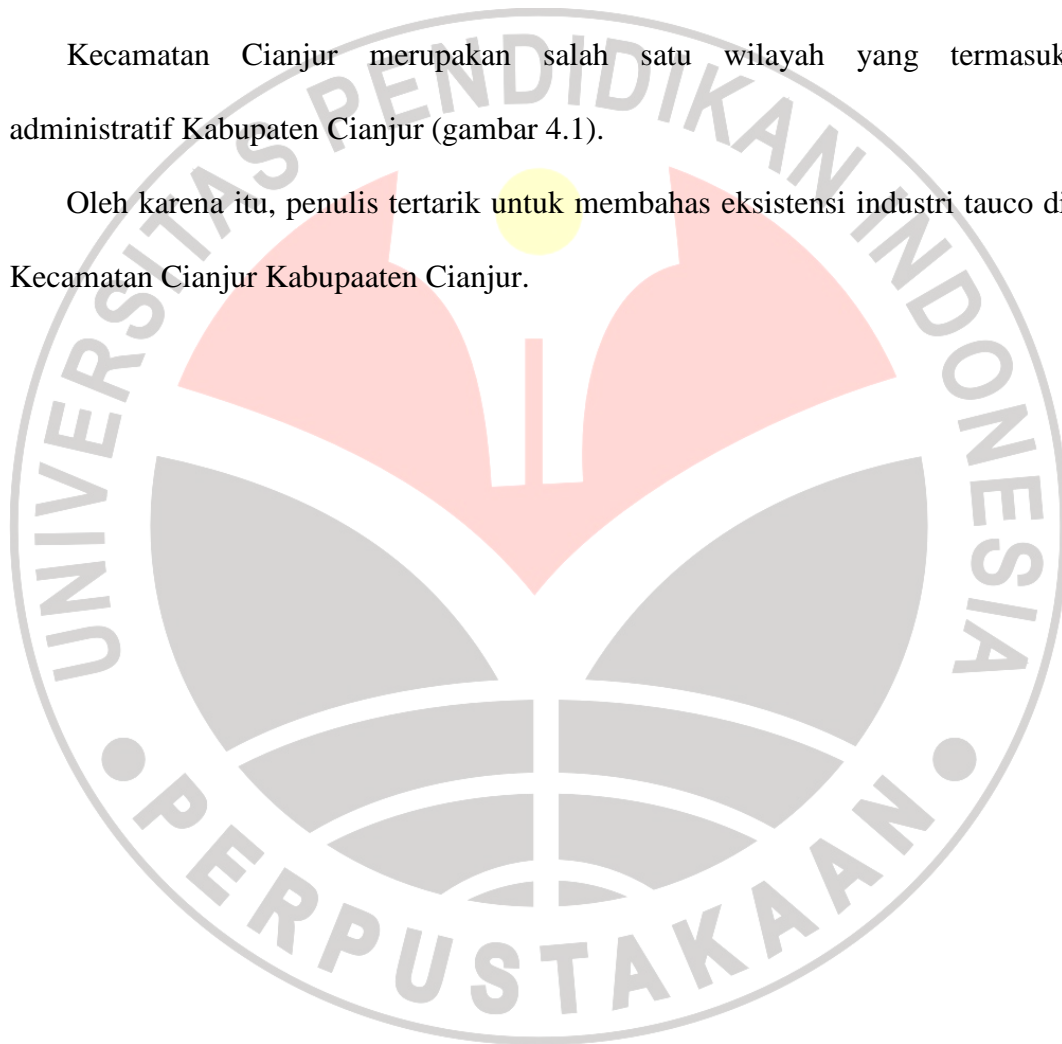 Kecamatan Cianjur merupakan salah satu wilayah yang termasuk
administratif Kabupaten Cianjur (gambar 4.1).
Oleh karena itu, penulis tertarik untuk membahas eksistensi industri tauco di
Kecamatan Cianjur Kabupaaten Cianjur.
UNIVERSITAS PENDIDIKAN INDONESIA
PERPUSTAKAAN